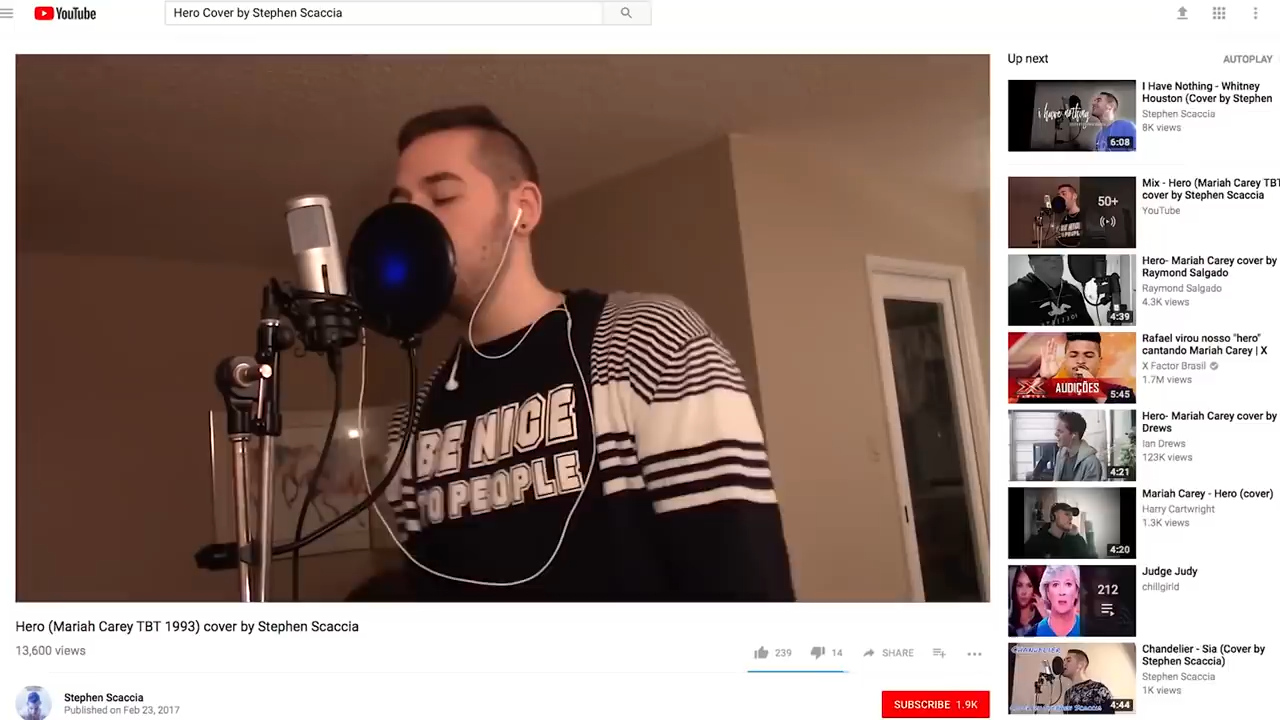 YouTube
Hero Cover by Stephen Scaccia
BE NICE
TO PEOPLE
Hero (Mariah Carey TBT 1993) cover by Stephen Scaccia
13,600 views
239
14
SHARE
Stephen Scaccia
Published on Feb 23, 2017
SUBSCRIBE 1.9K
Up next
AUTOPLAY
i have nothing
6:08
I Have Nothing - Whitney
Houston (Cover by Stephen
Stephen Scaccia
8K views
50+
Mix - Hero (Mariah Carey TBT
cover by Stephen Scaccia
YouTube
4:39
Hero- Mariah Carey cover by
Raymond Salgado
Raymond Salgado
4.3K views
AUDIÇÕES
5:45
Rafael virou nosso "hero"
cantando Mariah Carey | X
X Factor Brasil
1.7M views
4:21
Hero- Mariah Carey cover by
Drews
Ian Drews
123K views
4:20
Mariah Carey - Hero (cover)
Harry Cartwright
1.3K views
212
Judge Judy
chillgirld
CHANDELIER
4:44
Chandelier - Sia (Cover by
Stephen Scaccia)
Stephen Scaccia
1K views